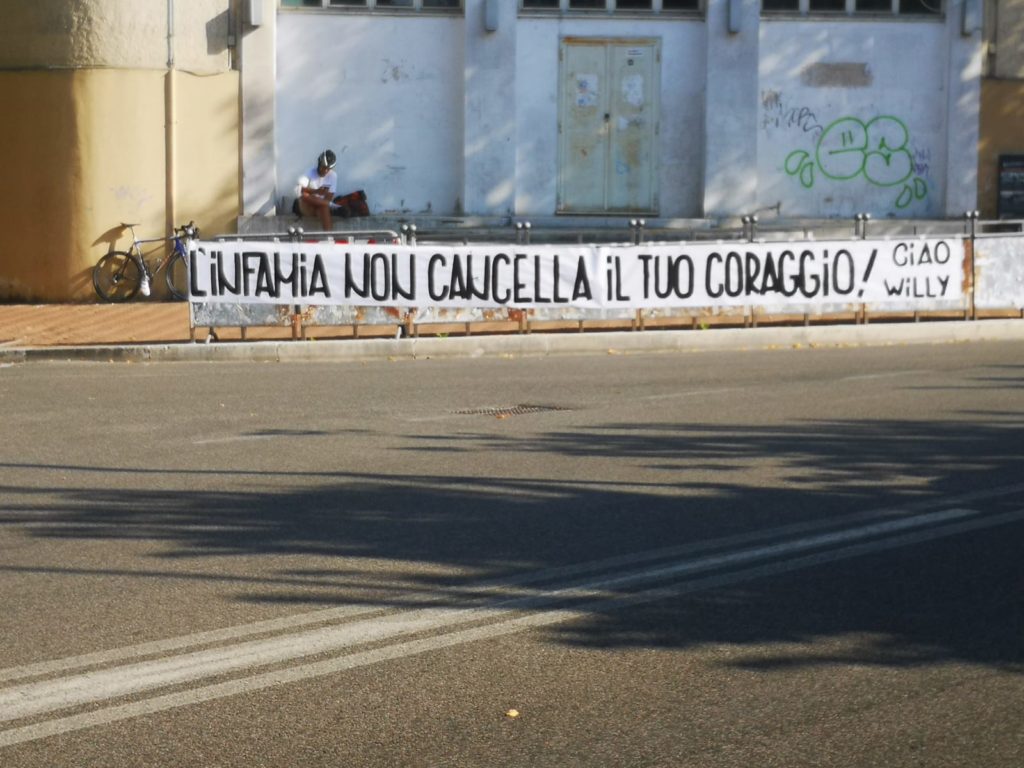 L'INFAMIA NON CANCELLA IL TUO CORAGGIO!
CIAO
WILLY